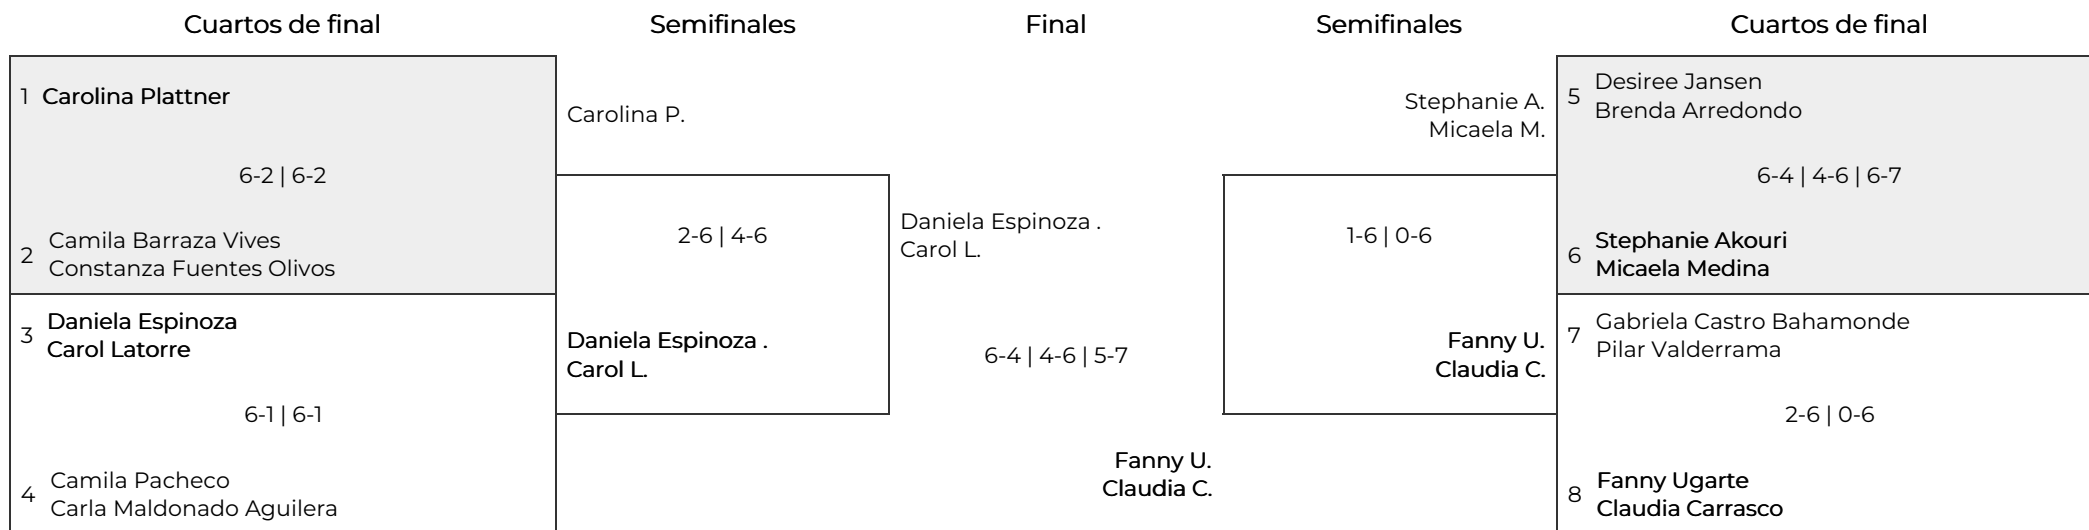 Cuartos de final
Semifinales
Final
Semifinales
Cuartos de final
1 Carolina Plattner
6-2 | 6-2
2 Camila Barraza Vives
Constanza Fuentes Olivos
3 Daniela Espinoza
Carol Latorre
6-1 | 6-1
4 Camila Pacheco
Carla Maldonado Aguilera
Carolina P.
2-6 | 4-6
Daniela Espinoza .
Carol L.
Daniela Espinoza .
Carol L.
6-4 | 4-6 | 5-7
Fanny U.
Claudia C.
Stephanie A.
Micaela M.
1-6 | 0-6
Fanny U.
Claudia C.
5 Desiree Jansen
Brenda Arredondo
6-4 | 4-6 | 6-7
6 Stephanie Akouri
Micaela Medina
7 Gabriela Castro Bahamonde
Pilar Valderrama
2-6 | 0-6
8 Fanny Ugarte
Claudia Carrasco